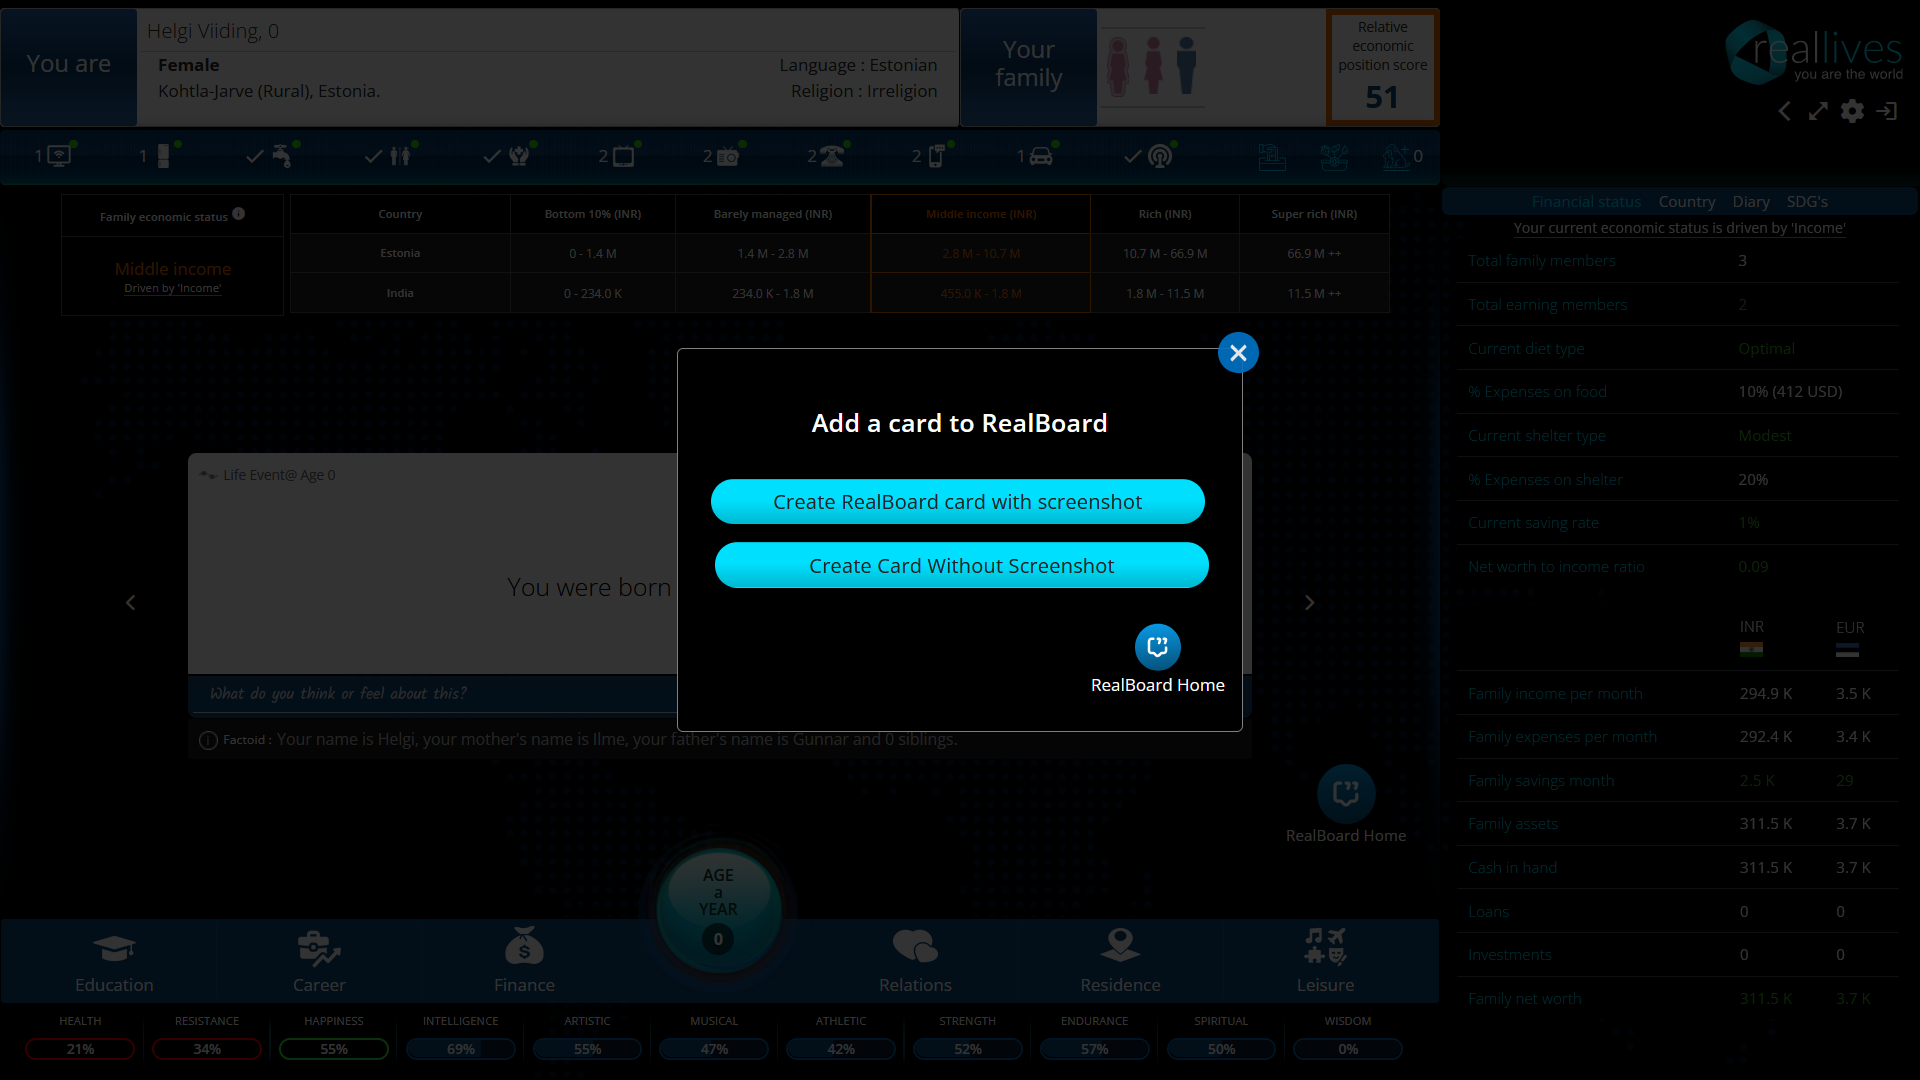 You are
Helgi Viiding, 0
Female
Kohtla-Jarve (Rural), Estonia.
Language : Estonian
Religion : Irreligion
Your
family
Relative
economic
position score
51
reallives
you are the world
1
1
2
2
2
2
1
0
Family economic status
Middle income
Driven by 'Income'
Country Bottom 10% (INR) Barely managed (INR) Middle income (INR) Rich (INR) Super rich (INR)
Estonia 0 - 1.4 M 1.4 M - 2.8 M 2.8 M - 10.7 M 10.7 M - 66.9 M 66.9 M ++
India 0 - 234.0 K 234.0 K - 1.8 M 455.0 K - 1.8 M 1.8 M - 11.5 M 11.5 M ++
Financial status Country Diary SDG's
Your current economic status is driven by 'Income'
Total family members 3
Total earning members 2
Current diet type Optimal
% Expenses on food 10% (412 USD)
Current shelter type Modest
% Expenses on shelter 20%
Current saving rate 1%
Net worth to income ratio 0.09
INR EUR
Family income per month 294.9 K 3.5 K
Family expenses per month 292.4 K 3.4 K
Family savings month 2.5 K 29
Family assets 311.5 K 3.7 K
Cash in hand 311.5 K 3.7 K
Loans 0 0
Investments 0 0
Family net worth 311.5 K 3.7 K
Life Event@ Age 0
You were born
What do you think or feel about this?
Factoid : Your name is Helgi, your mother's name is Ilme, your father's name is Gunnar and 0 siblings.
Add a card to RealBoard
Create RealBoard card with screenshot
Create Card Without Screenshot
RealBoard Home
RealBoard Home
AGE
a
YEAR
0
Education
Career
Finance
Relations
Residence
Leisure
HEALTH RESISTANCE HAPPINESS INTELLIGENCE ARTISTIC MUSICAL ATHLETIC STRENGTH ENDURANCE SPIRITUAL WISDOM
21% 34% 55% 69% 55% 47% 42% 52% 57% 50% 0%